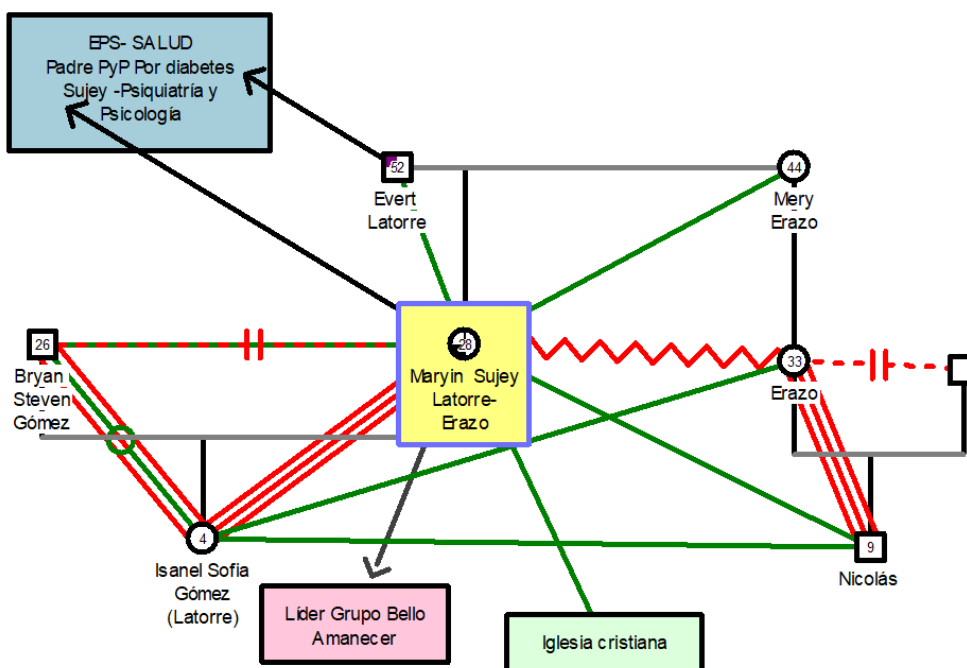 EPS- SALUD
Padre PyP Por diabetes
Sujey -Psiquiatría y
Psicología
52
Evert
Latorre
44
Mery
Erazo
26
Bryan
Steven
Gómez
28
Maryin Sujey
Latorre-
Erazo
33
Erazo
4
Isanel Sofia
Gómez
(Latorre)
9
Nicolás
Líder Grupo Bello
Amanecer
Iglesia cristiana